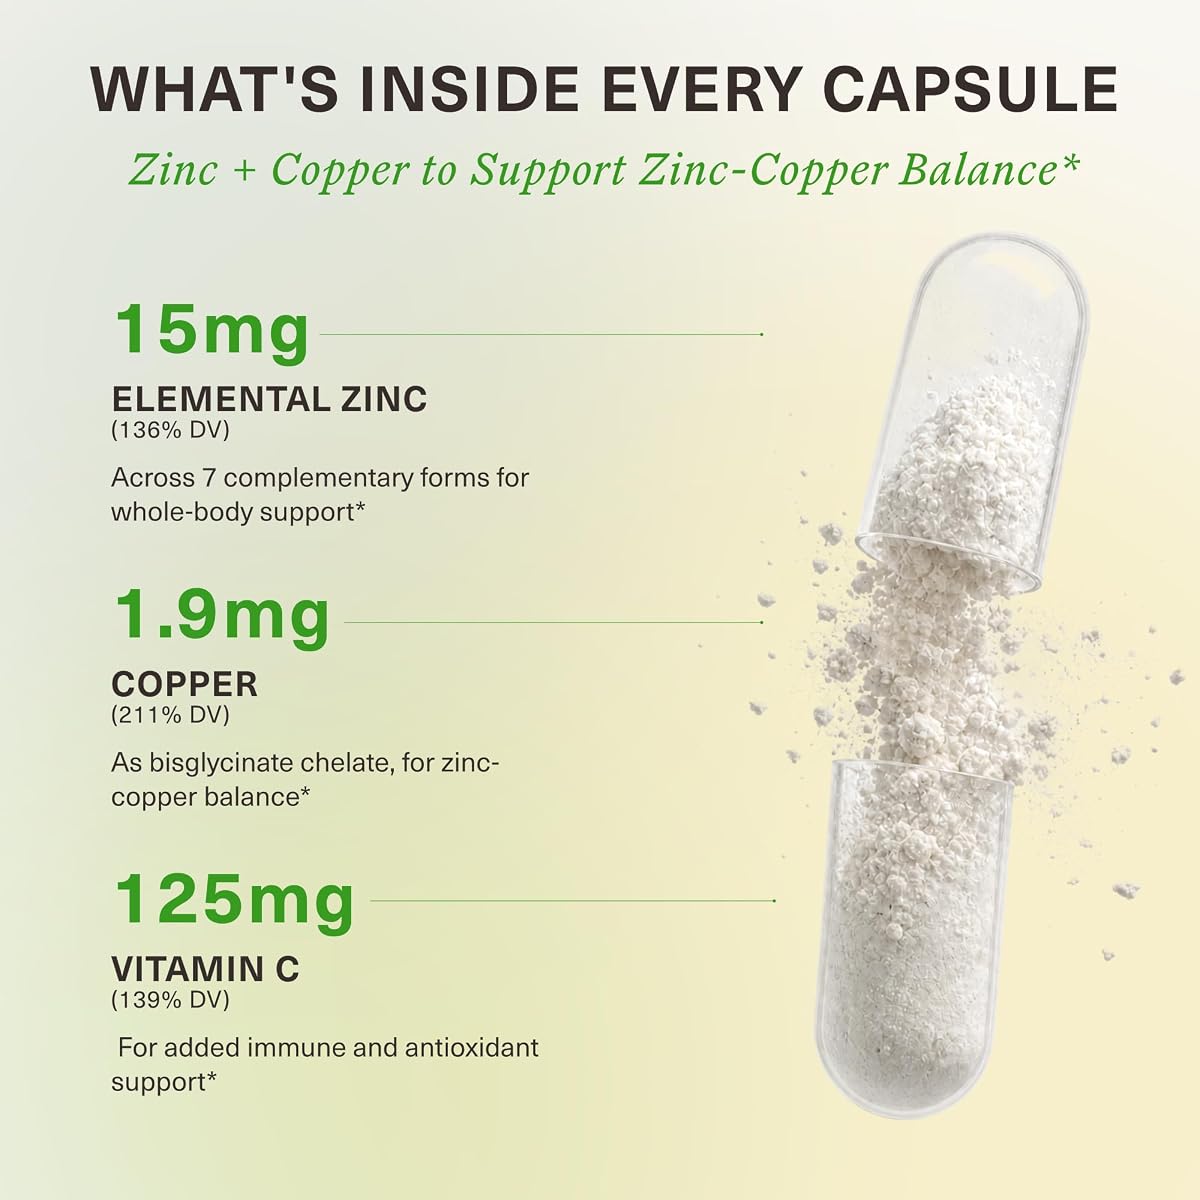 WHAT'S INSIDE EVERY CAPSULE
Zinc + Copper to Support Zinc-Copper Balance*
15mg
ELEMENTAL ZINC
(136% DV)
Across 7 complementary forms for
whole-body support*
1.9mg
COPPER
(211% DV)
As bisglycinate chelate, for zinc-
copper balance*
125mg
VITAMIN C
(139% DV)
For added immune and antioxidant
support*